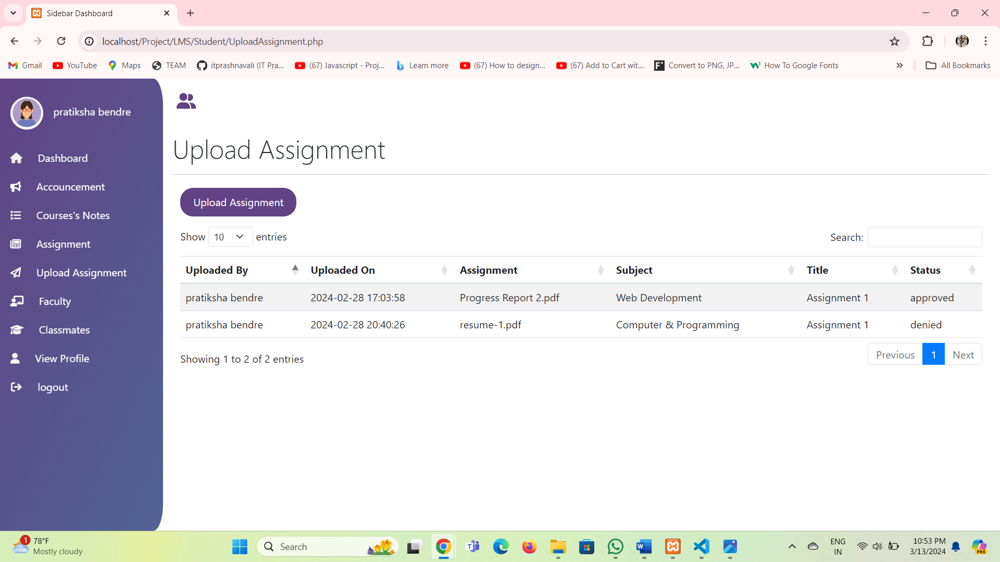 Sidebar Dashboard
localhost/Project/LMS/Student/UploadAssignment.php
Gmail YouTube Maps TEAM itprashnavali (IT Pra... (67) Javascript - Proj... Learn more (67) How to design... (67) Add to Cart wit... Convert to PNG, JP... How To Google Fonts All Bookmarks
pratiksha bendre
Dashboard
Accouncement
Courses's Notes
Assignment
Upload Assignment
Faculty
Classmates
View Profile
logout
Upload Assignment
Upload Assignment
Show 10 entries Search:
Uploaded By Uploaded On Assignment Subject Title Status
pratiksha bendre 2024-02-28 17:03:58 Progress Report 2.pdf Web Development Assignment 1 approved
pratiksha bendre 2024-02-28 20:40:26 resume-1.pdf Computer & Programming Assignment 1 denied
Showing 1 to 2 of 2 entries Previous 1 Next
1 78°F
Mostly cloudy
Search
ENG
IN
10:53 PM
3/13/2024
PRE